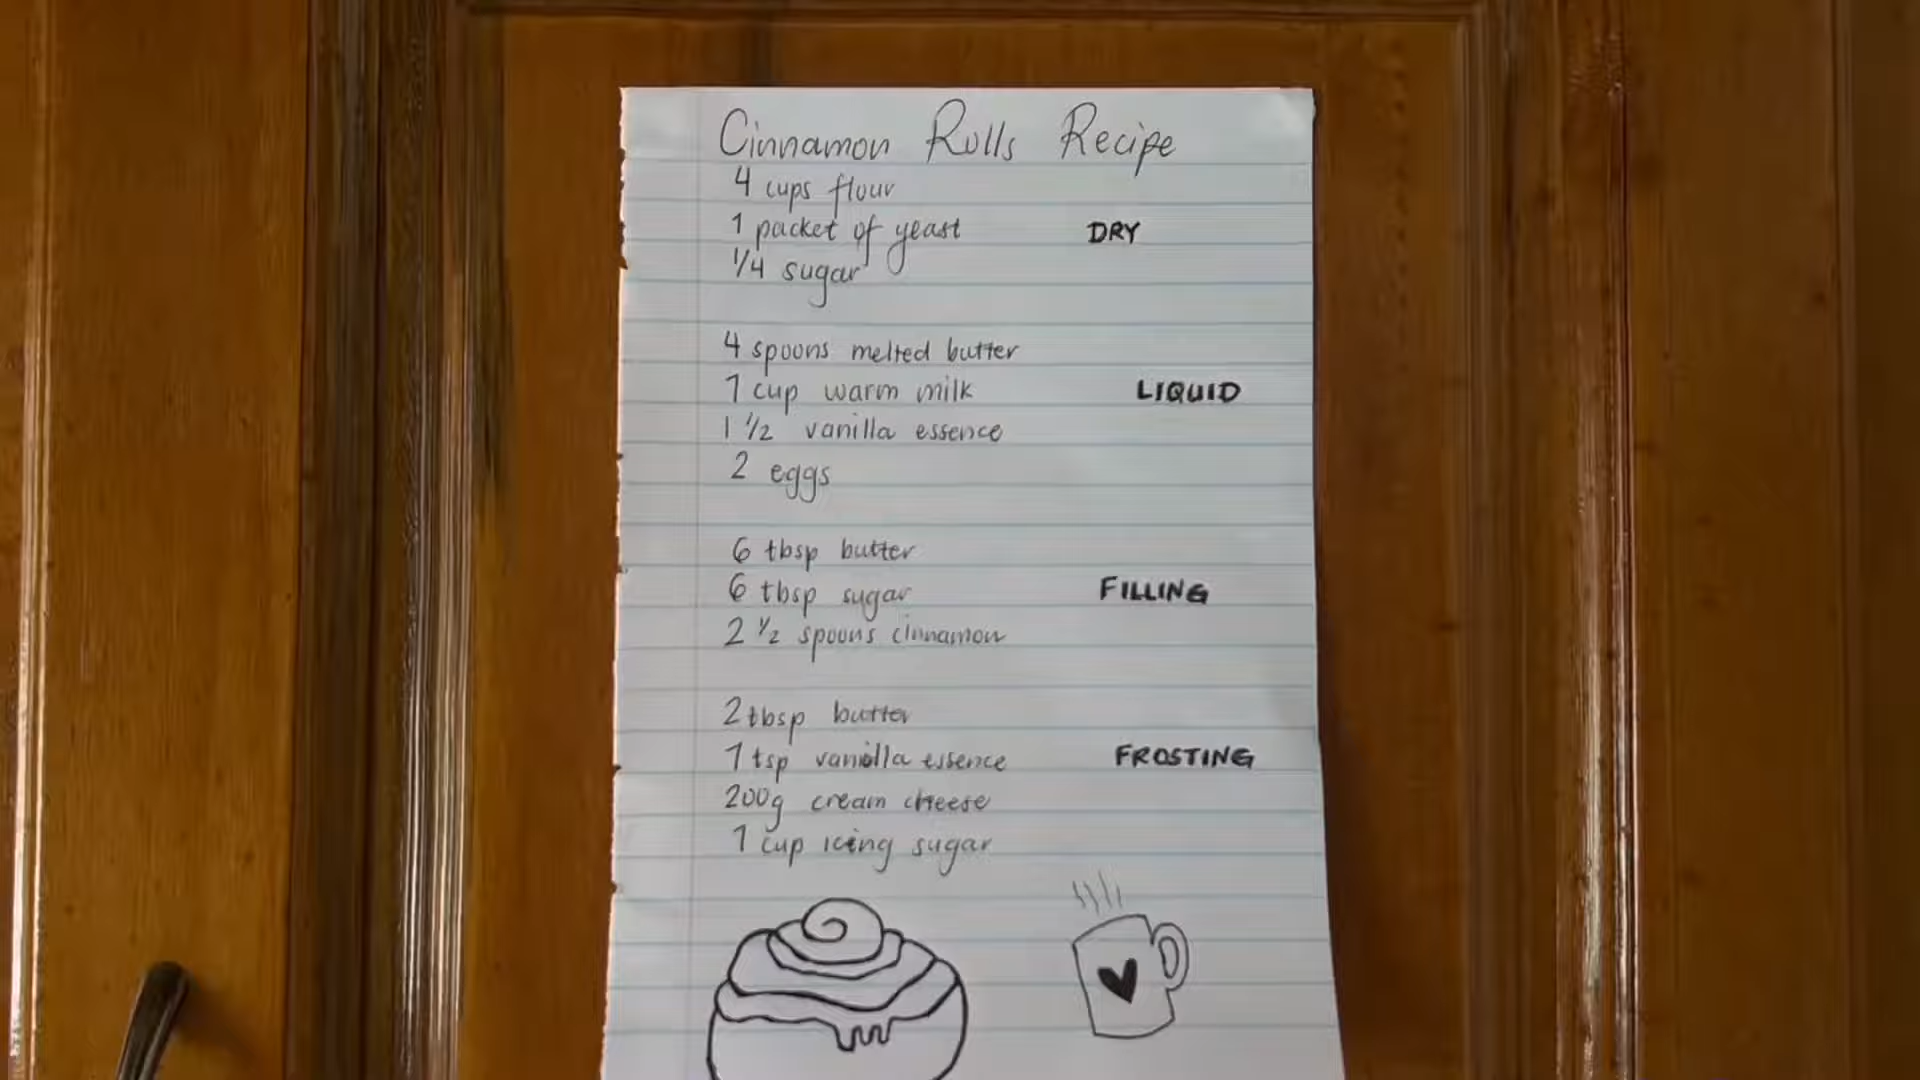 Cinnamon Rolls Recipe
4 cups flour
1 packet of yeast DRY
1/4 sugar
4 spoons melted butter
1 cup warm milk LIQUID
1 1/2 vanilla essence
2 eggs
6 tbsp butter
6 tbsp sugar FILLING
2 1/2 spoons cinnamon
2 tbsp butter
1 tsp vanilla essence FROSTING
200g cream cheese
1 cup icing sugar